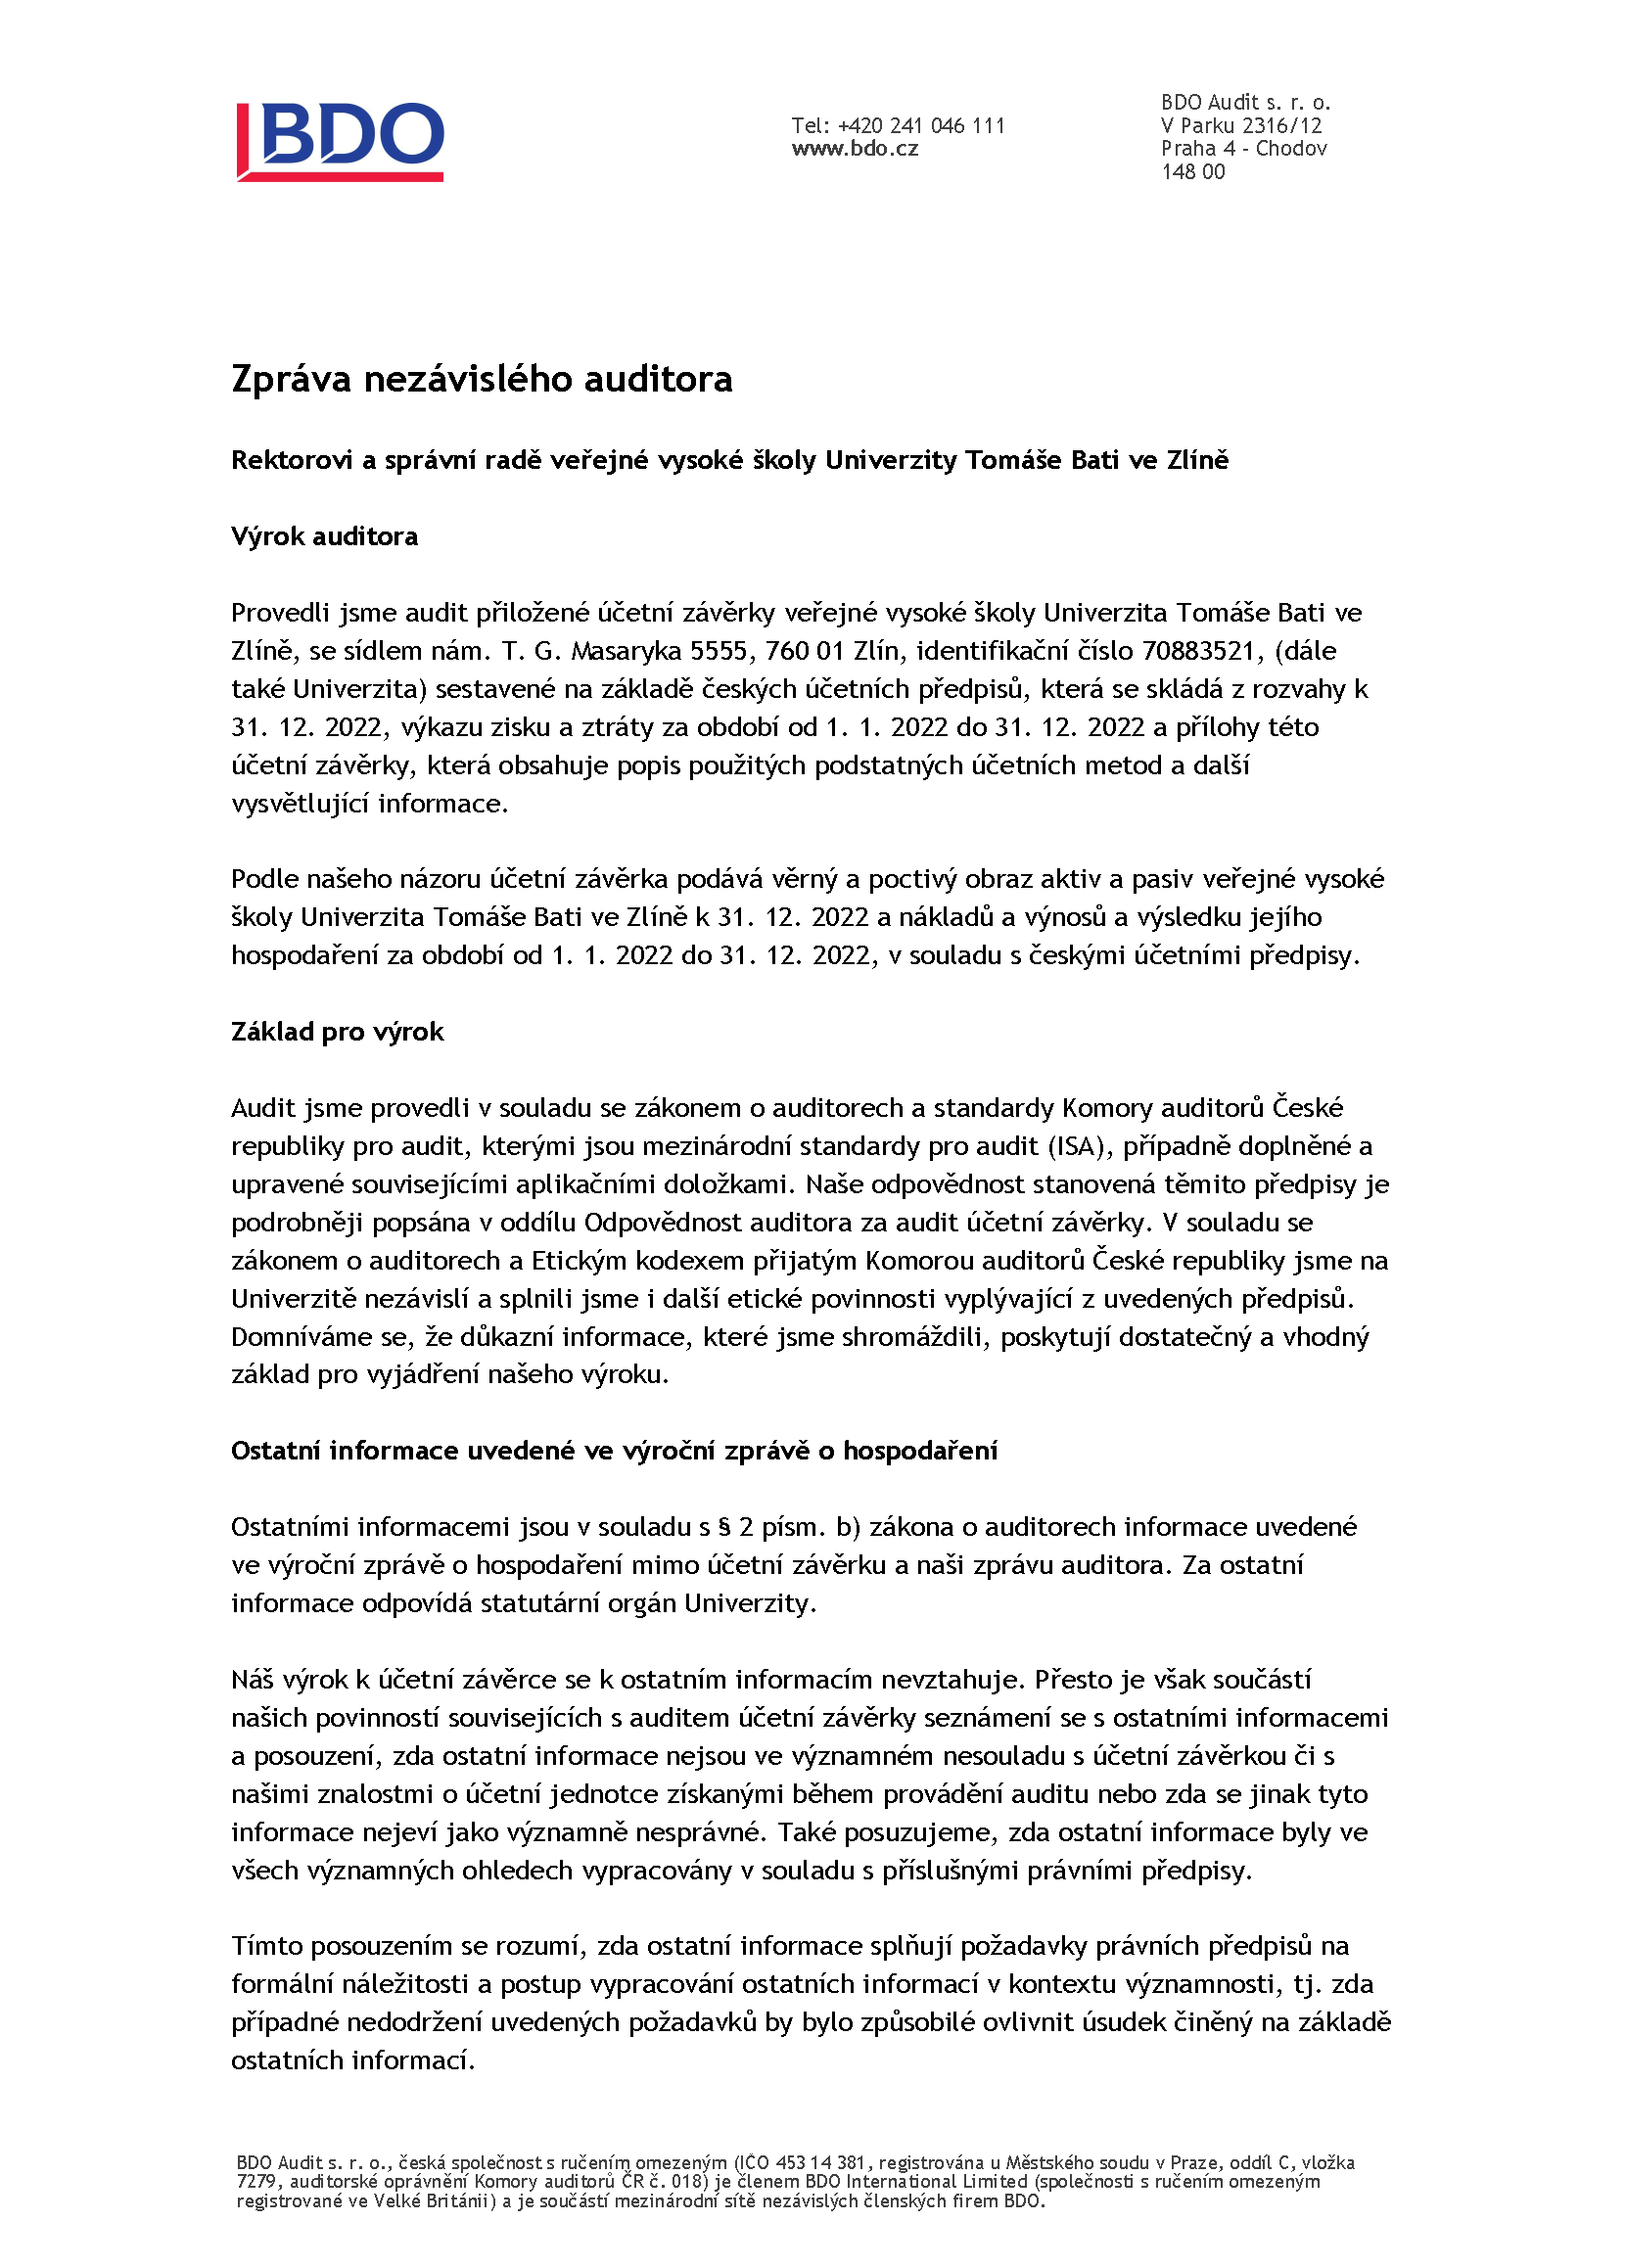 BDO
Tel: +420 241 046 111
www.bdo.cz
BDO Audit s. r. o.
V Parku 2316/12
Praha 4 - Chodov
148 00
Zpráva nezávislého auditora
Rektorovi a správní radě veřejné vysoké školy Univerzity Tomáše Bati ve Zlíně
Výrok auditora
Provedli jsme audit přiložené účetní závěrky veřejné vysoké školy Univerzita Tomáše Bati ve
Zlíně, se sídlem nám. T. G. Masaryka 5555, 760 01 Zlín, identifikační číslo 70883521, (dále
také Univerzita) sestavené na základě českých účetních předpisů, která se skládá z rozvahy k
31. 12. 2022, výkazu zisku a ztráty za období od 1. 1. 2022 do 31. 12. 2022 a přílohy této
účetní závěrky, která obsahuje popis použitých podstatných účetních metod a další
vysvětlující informace.
Podle našeho názoru účetní závěrka podává věrný a poctivý obraz aktiv a pasiv veřejné vysoké
školy Univerzita Tomáše Bati ve Zlíně k 31. 12. 2022 a nákladů a výnosů a výsledku jejího
hospodaření za období od 1. 1. 2022 do 31. 12. 2022, v souladu s českými účetními předpisy.
Základ pro výrok
Audit jsme provedli v souladu se zákonem o auditorech a standardy Komory auditorů České
republiky pro audit, kterými jsou mezinárodní standardy pro audit (ISA), případně doplněné a
upravené souvisejícími aplikačními doložkami. Naše odpovědnost stanovená těmito předpisy je
podrobněji popsána v oddílu Odpovědnost auditora za audit účetní závěrky. V souladu se
zákonem o auditorech a Etickým kodexem přijatým Komorou auditorů České republiky jsme na
Univerzitě nezávislí a splnili jsme i další etické povinnosti vyplývající z uvedených předpisů.
Domníváme se, že důkazní informace, které jsme shromáždili, poskytují dostatečný a vhodný
základ pro vyjádření našeho výroku.
Ostatní informace uvedené ve výroční zprávě o hospodaření
Ostatními informacemi jsou v souladu s § 2 písm. b) zákona o auditorech informace uvedené
ve výroční zprávě o hospodaření mimo účetní závěrku a naši zprávu auditora. Za ostatní
informace odpovídá statutární orgán Univerzity.
Náš výrok k účetní závěrce se k ostatním informacím nevztahuje. Přesto je však součástí
našich povinností souvisejících s auditem účetní závěrky seznámení se s ostatními informacemi
a posouzení, zda ostatní informace nejsou ve významném nesouladu s účetní závěrkou či s
našimi znalostmi o účetní jednotce získanými během provádění auditu nebo zda se jinak tyto
informace nejeví jako významně nesprávné. Také posuzujeme, zda ostatní informace byly ve
všech významných ohledech vypracovány v souladu s příslušnými právními předpisy.
Tímto posouzením se rozumí, zda ostatní informace splňují požadavky právních předpisů na
formální náležitosti a postup vypracování ostatních informací v kontextu významnosti, tj. zda
případné nedodržení uvedených požadavků by bylo způsobilé ovlivnit úsudek činěný na základě
ostatních informací.
BDO Audit s. r. o., česká společnost s ručením omezeným (IČO 453 14 381, registrována u Městského soudu v Praze, oddíl C, vložka
7279, auditorské oprávnění Komory auditorů ČR č. 018) je členem BDO International Limited (společnosti s ručením omezeným
registrované ve Velké Británii) a je součástí mezinárodní sítě nezávislých členských firem BDO.